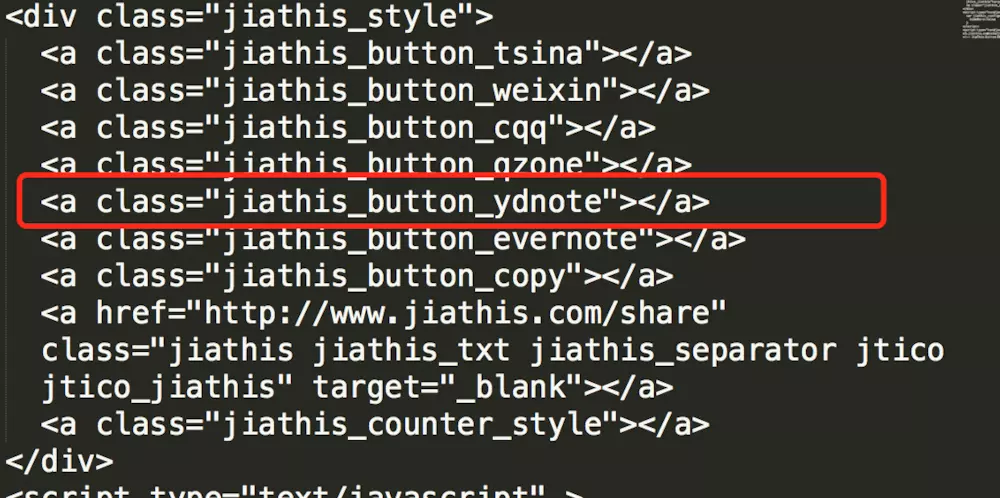 <div class="jiathis_style">
<a class="jiathis_button_tsina"></a>
<a class="jiathis_button_weixin"></a>
<a class="jiathis_button_cqq"></a>
<a class="jiathis_button_qzone"></a>
<a class="jiathis_button_ydnote"></a>
<a class="jiathis_button_evernote"></a>
<a class="jiathis_button_copy"></a>
<a href="http://www.jiathis.com/share"
class="jiathis jiathis_txt jiathis_separator jtico
jtico_jiathis" target="_blank"></a>
<a class="jiathis_counter_style"></a>
</div>
<script type="text/javascript" >